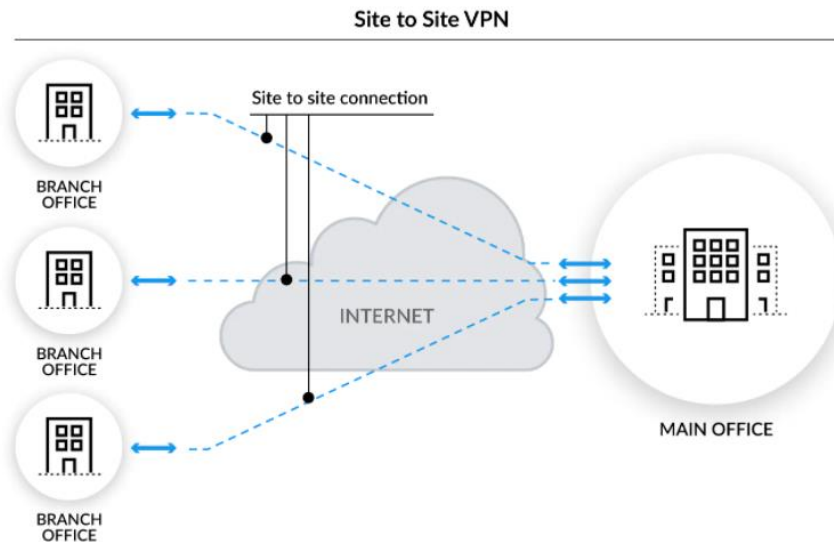 Site to Site VPN
Site to site connection
BRANCH
OFFICE
BRANCH
OFFICE
INTERNET
MAIN OFFICE
BRANCH
OFFICE